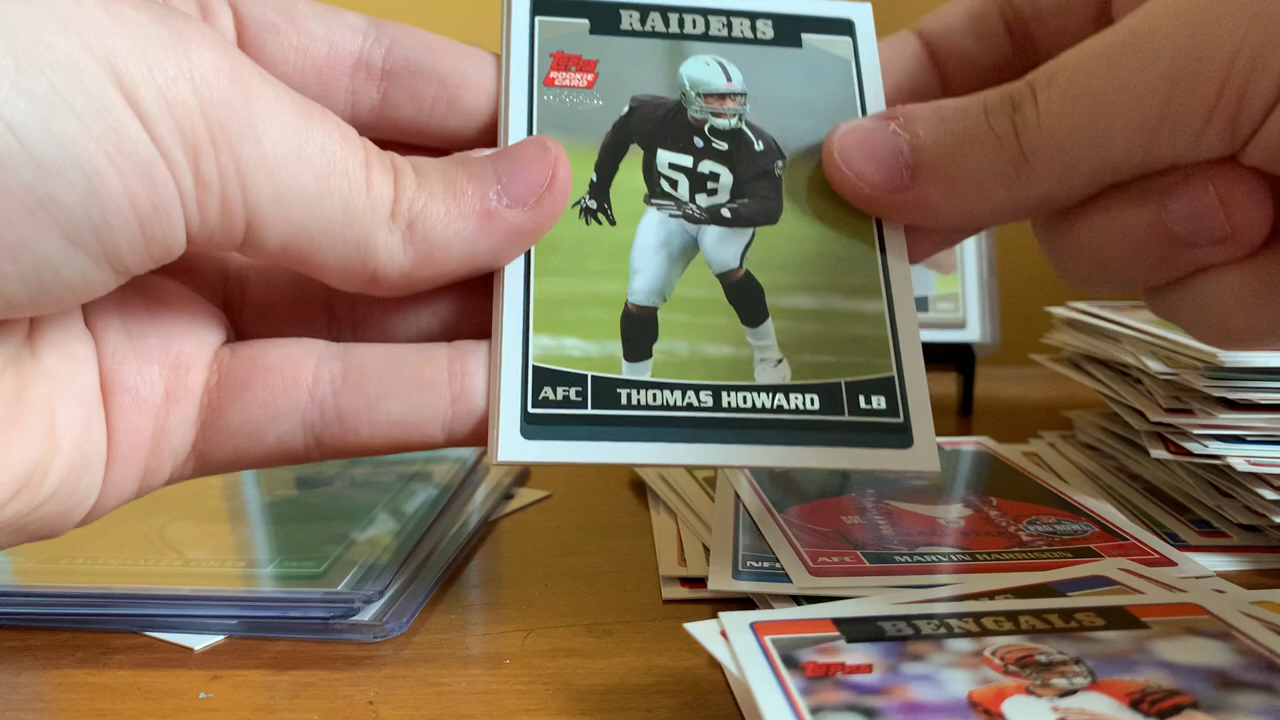 RAIDERS
Topps
ROOKIE
CARD
53
AFC THOMAS HOWARD LB
AFC MARVIN HARRISON
PRO BOWL
NFC
BENGALS
Topps